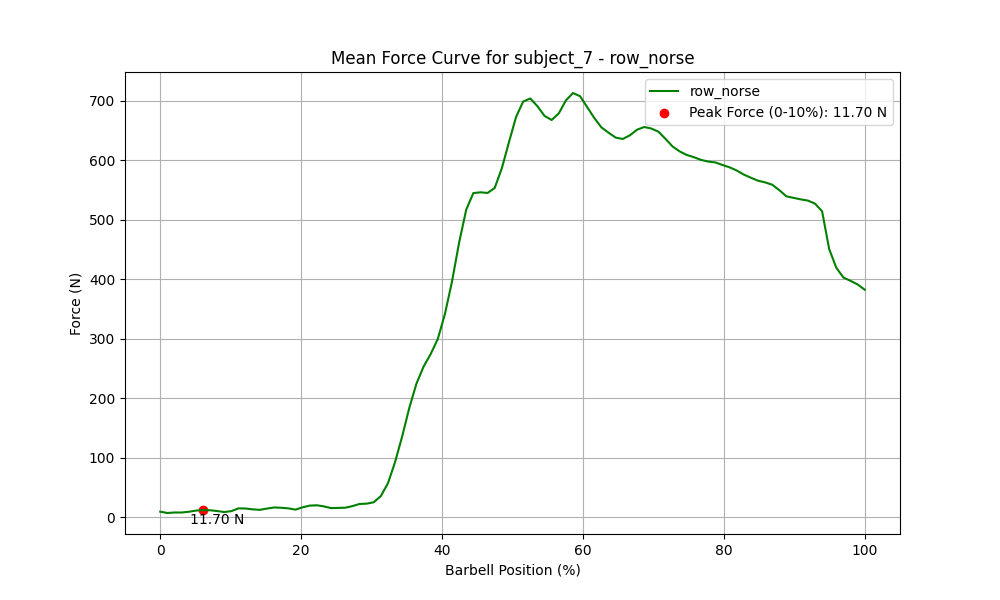 Mean Force Curve for subject_7 - row_norse
row_norse
Peak Force (0-10%): 11.70 N
Force (N)
700
600
500
400
300
200
100
0
11.70 N
0 20 40 60 80 100
Barbell Position (%)